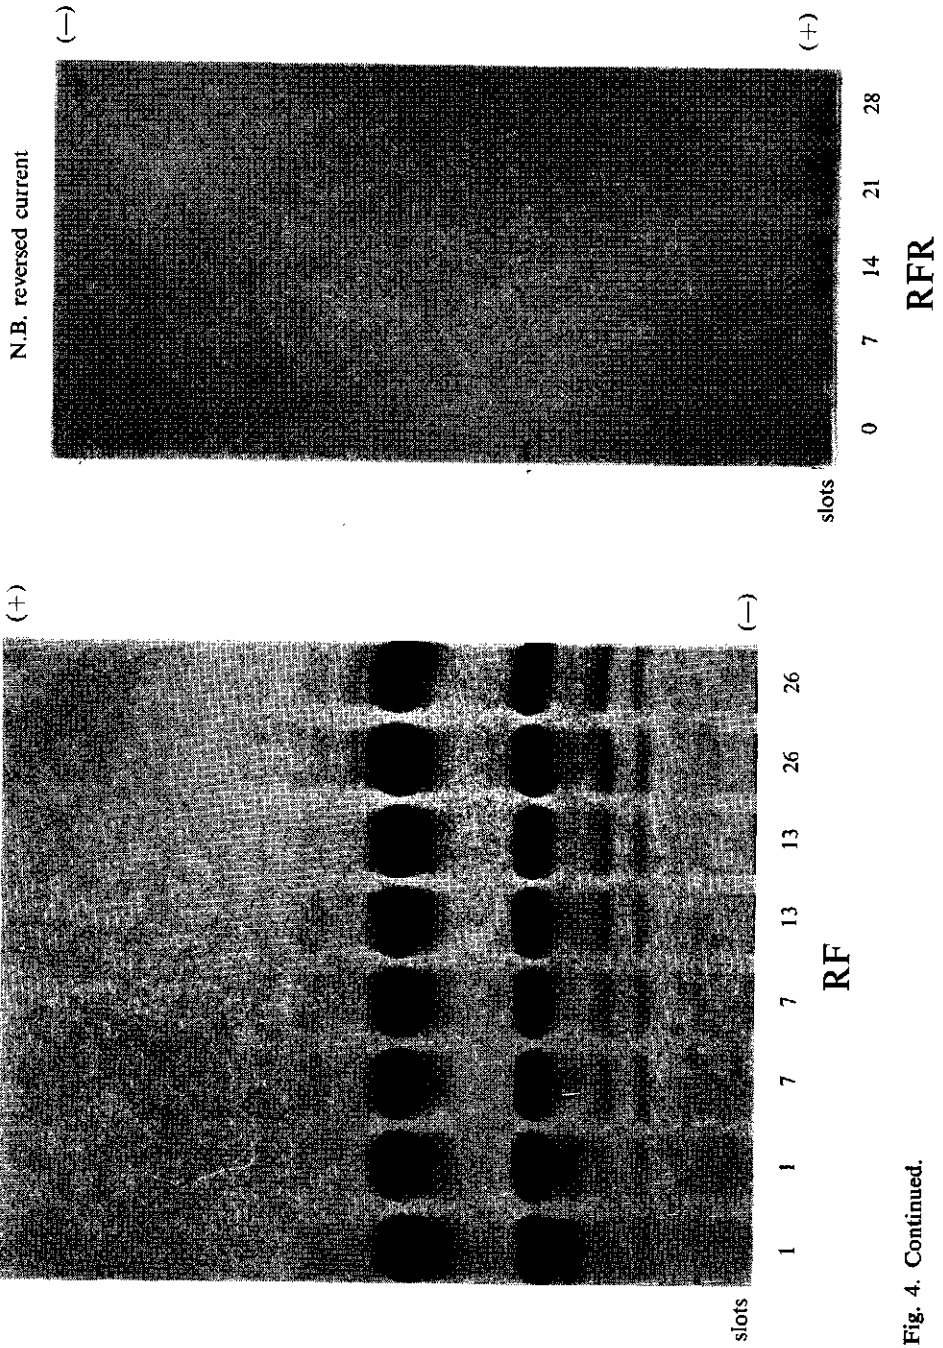 (+)
slots
(—)
1 1 7 7 13 13 26 26
RF
N.B. reversed current
(—)
slots
(+)
0 7 14 21 28
RFR
Fig. 4. Continued.